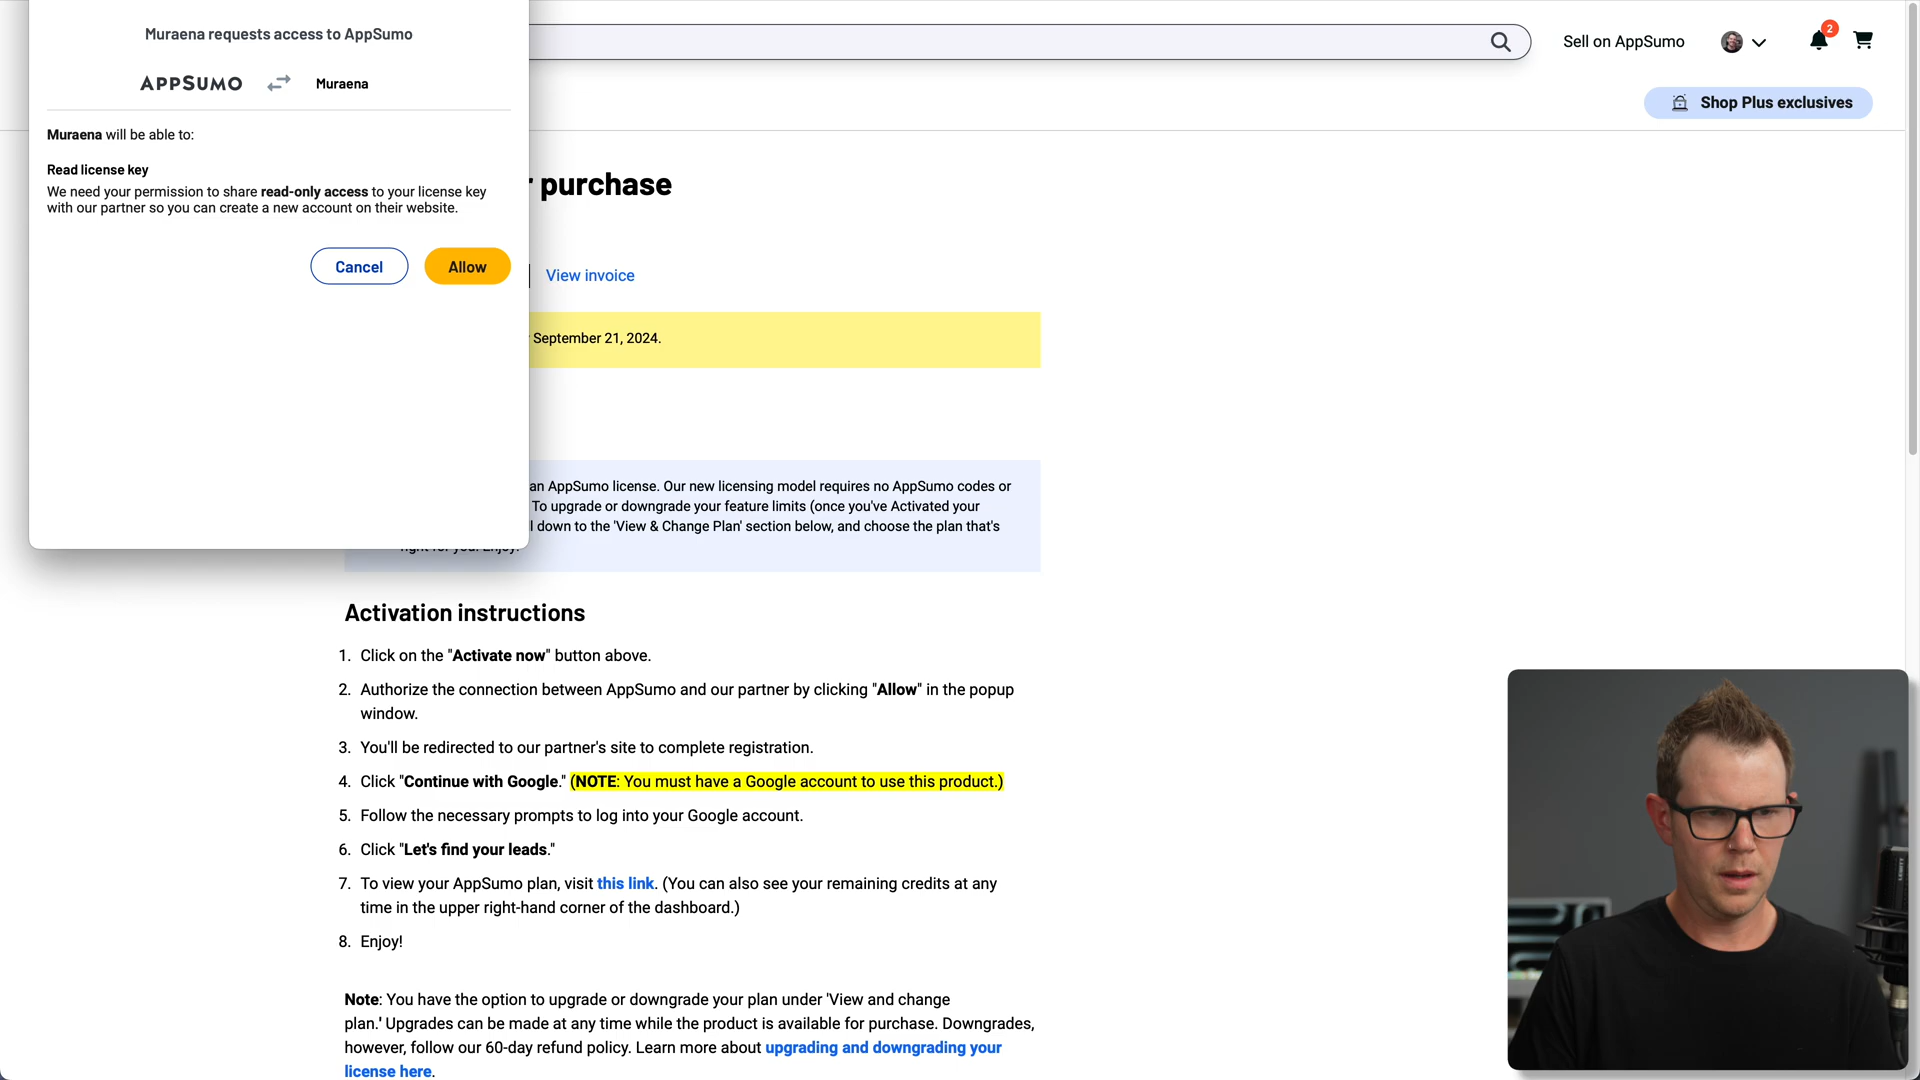 Muraena requests access to AppSumo
APPSUMO
Muraena
Muraena will be able to:
Read license key
We need your permission to share read-only access to your license key
with our partner so you can create a new account on their website.
Cancel
Allow
Sell on AppSumo
2
Shop Plus exclusives
purchase
View invoice
September 21, 2024.
an AppSumo license. Our new licensing model requires no AppSumo codes or
To upgrade or downgrade your feature limits (once you've Activated your
down to the 'View & Change Plan' section below, and choose the plan that's
Activation instructions
1. Click on the "Activate now" button above.
2. Authorize the connection between AppSumo and our partner by clicking "Allow" in the popup
window.
3. You'll be redirected to our partner's site to complete registration.
4. Click "Continue with Google." (NOTE: You must have a Google account to use this product.)
5. Follow the necessary prompts to log into your Google account.
6. Click "Let's find your leads."
7. To view your AppSumo plan, visit this link. (You can also see your remaining credits at any
time in the upper right-hand corner of the dashboard.)
8. Enjoy!
Note: You have the option to upgrade or downgrade your plan under 'View and change
plan.' Upgrades can be made at any time while the product is available for purchase. Downgrades,
however, follow our 60-day refund policy. Learn more about upgrading and downgrading your
license here.